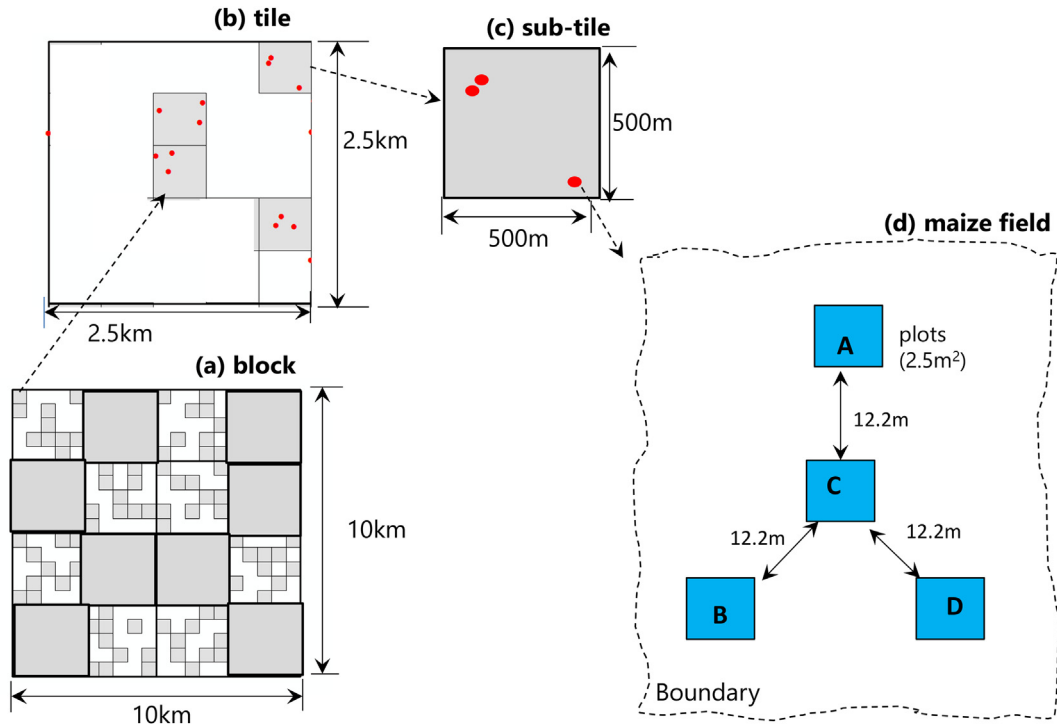 (b) tile
(c) sub-tile
2.5km
2.5km
500m
500m
(a) block
10km
10km
(d) maize field
A
plots
(2.5m²)
12.2m
C
12.2m
12.2m
B
D
Boundary